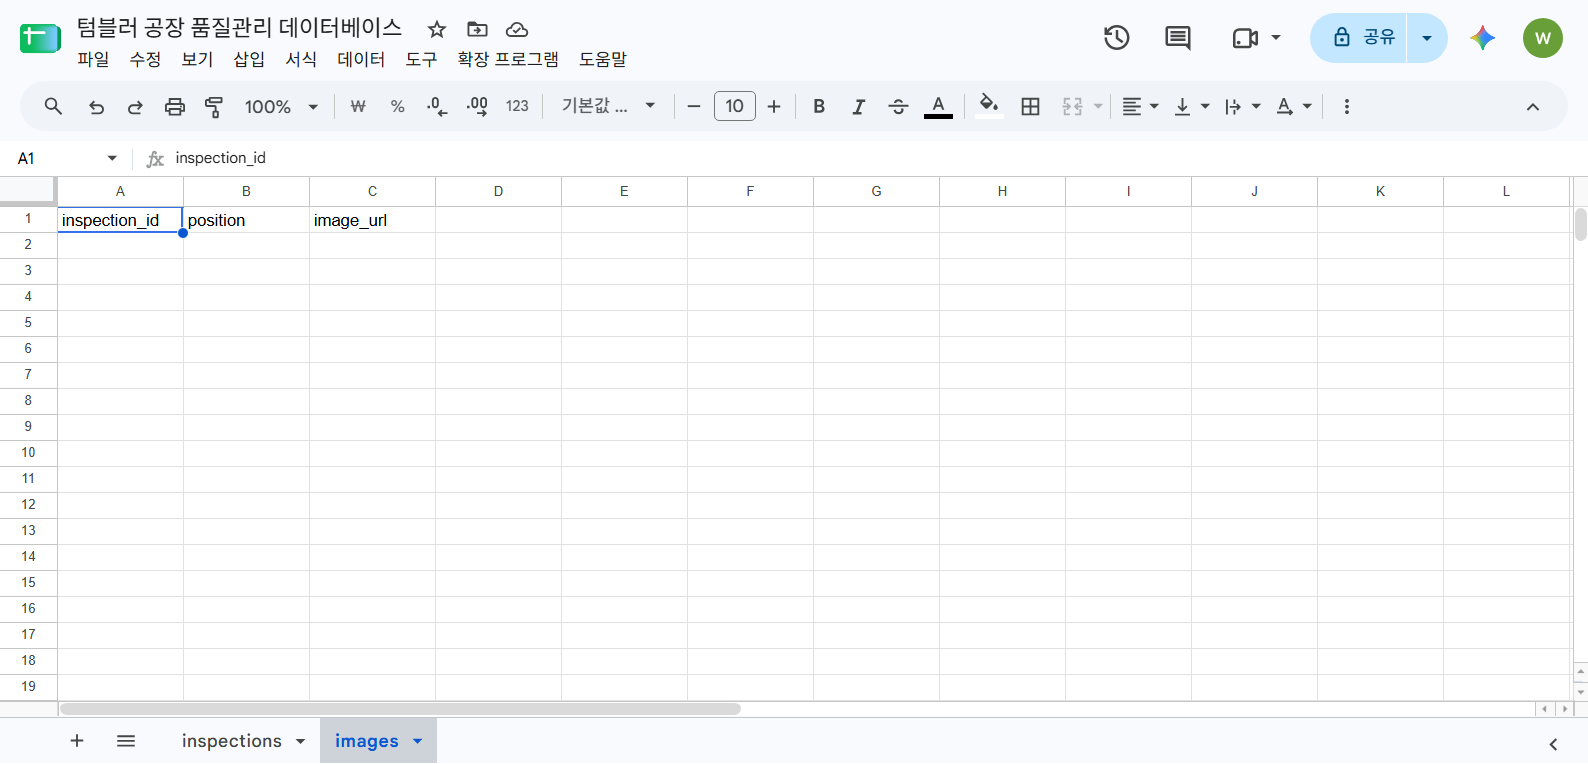 텀블러 공장 품질관리 데이터베이스
파일 수정 보기 삽입 서식 데이터 도구 확장 프로그램 도움말
공유
W
100% ₩ % .0 .00 123 기본값 ... 10 B I A A
A1 fx inspection_id
A B C D E F G H I J K L
1 inspection_id position image_url
2
3
4
5
6
7
8
9
10
11
12
13
14
15
16
17
18
19
inspections images